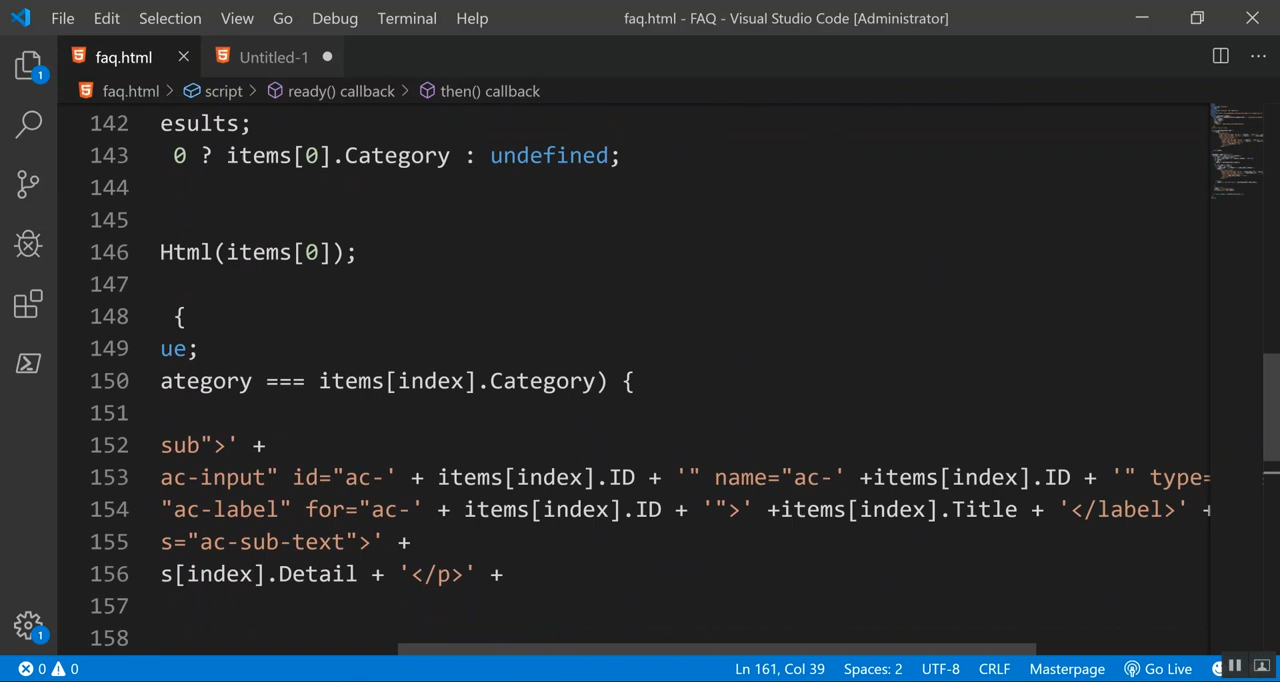 File Edit Selection View Go Debug Terminal Help faq.html - FAQ - Visual Studio Code [Administrator]
faq.html Untitled-1
1
faq.html > script > ready() callback > then() callback
142 esults;
143 0 ? items[0].Category : undefined;
144
145
146 Html(items[0]);
147
148 {
149 ue;
150 ategory === items[index].Category) {
151
152 sub">' +
153 ac-input" id="ac-' + items[index].ID + '" name="ac-' +items[index].ID + '" type=
154 "ac-label" for="ac-' + items[index].ID + '">' +items[index].Title + '</label>' +
155 s="ac-sub-text">' +
156 s[index].Detail + '</p>' +
157
158
1
0 0 Ln 161, Col 39 Spaces: 2 UTF-8 CRLF Masterpage Go Live